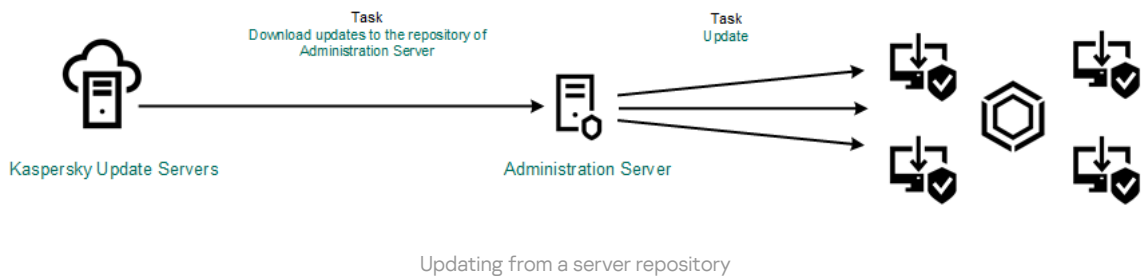 Task
Download updates to the repository of
Administration Server
Task
Update
Kaspersky Update Servers
Administration Server
Updating from a server repository